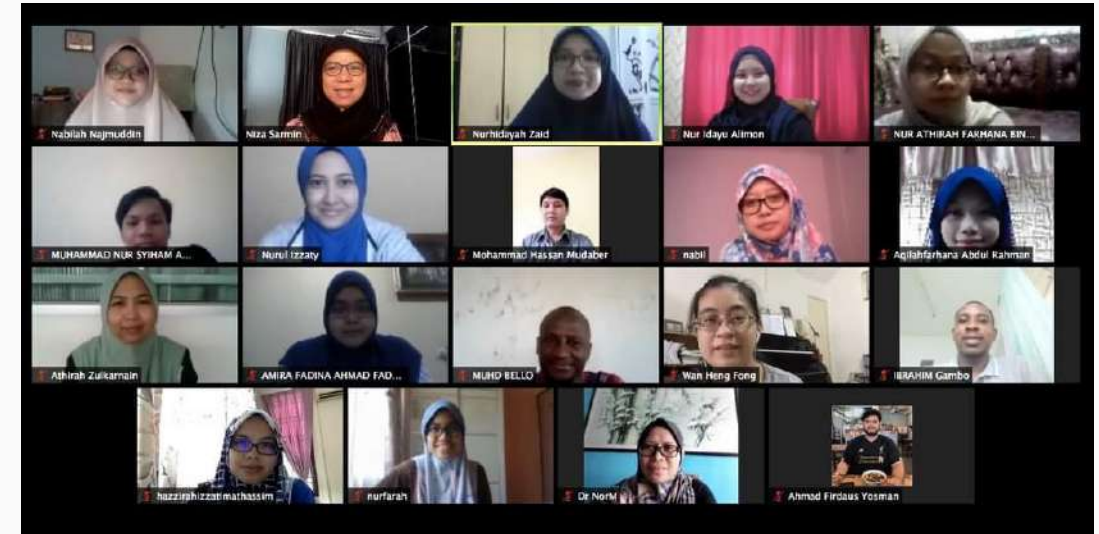 Nabilah Najmuddin
Niza Sarmin
Nurhidayah Zaid
Nur Idayu Alimon
NUR ATHIRAH FARHANA BIN...
MUHAMMAD NUR SYIHAM A...
Nurul Izzaty
Mohammad Hassan Mudaber
nabil
Aqilahfarhana Abdul Rahman
Athirah Zulkarnain
AMIRA FADINA AHMAD FAD...
MUHD BELLO
Wan Heng Fong
IBRAHIM Gambo
hazzirahizzatimathassim
nurfarah
Dr NorM
Ahmad Firdaus Yosman